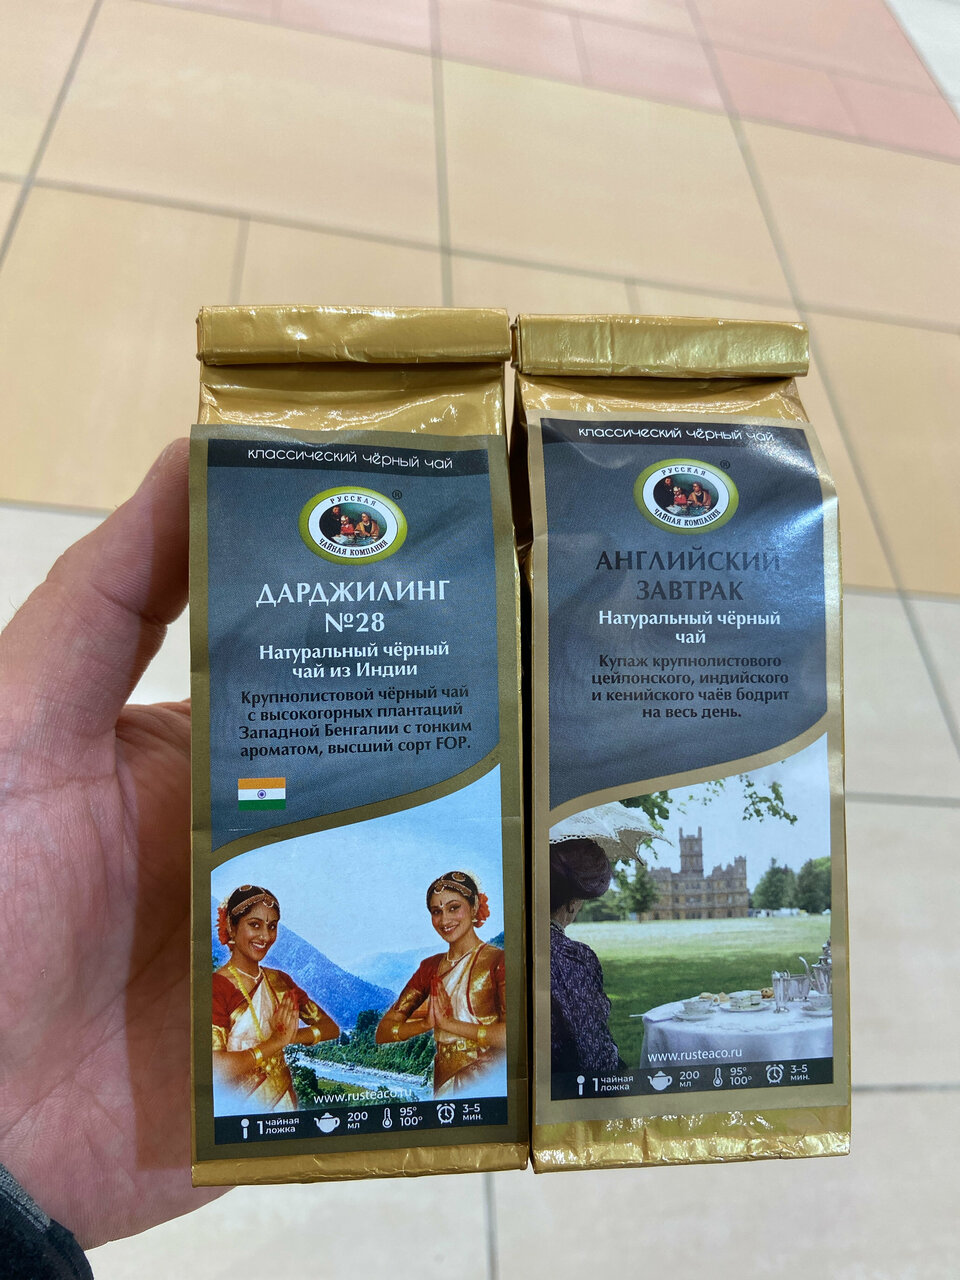 классический чёрный чай
РУССКАЯ
ЧАЙНАЯ КОМПАНИЯ
®
ДАРДЖИЛИНГ
№28
Натуральный чёрный
чай из Индии
Крупнолистовой чёрный чай
с высокогорных плантаций
Западной Бенгалии с тонким
ароматом, высший сорт FOP.
www.rusteaco.ru
1 чайная
ложка
200
мл
95°
100°
3–5
мин.
классический чёрный чай
РУССКАЯ
ЧАЙНАЯ КОМПАНИЯ
®
АНГЛИЙСКИЙ
ЗАВТРАК
Натуральный чёрный
чай
Купаж крупнолистового
цейлонского, индийского
и кенийского чаёв бодрит
на весь день.
www.rusteaco.ru
1 чайная
ложка
200
мл
95°
100°
3–5
мин.